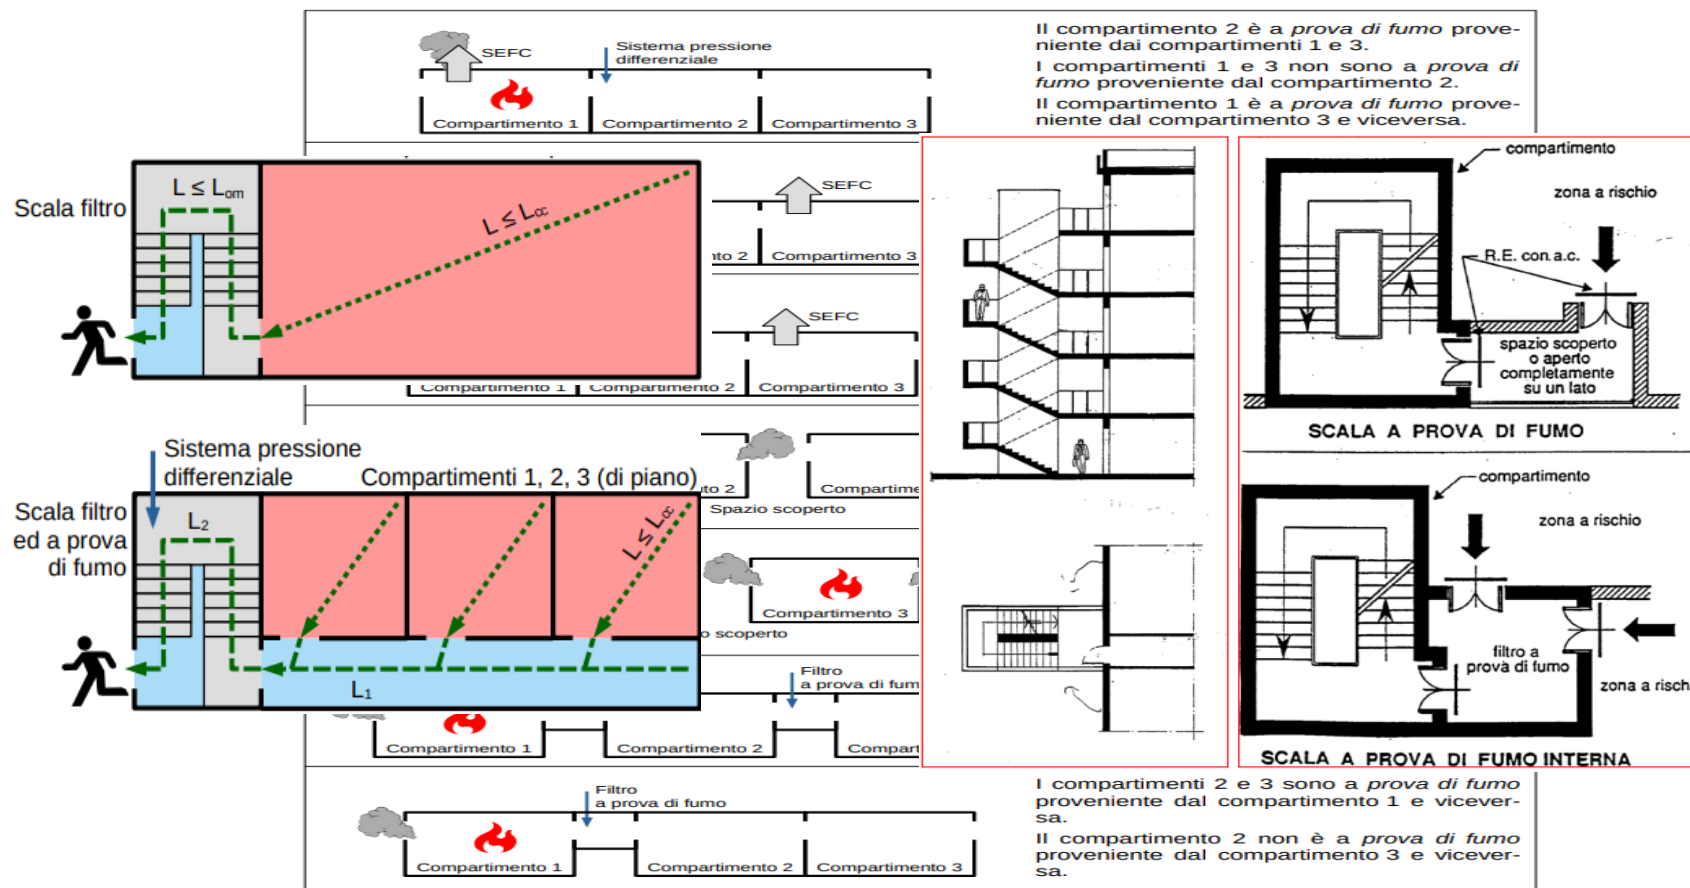 SEFC
Sistema pressione
differenziale
Compartimento 1
Compartimento 2
Compartimento 3
Il compartimento 2 è a prova di fumo prove-
niente dai compartimenti 1 e 3.
I compartimenti 1 e 3 non sono a prova di
fumo proveniente dal compartimento 2.
Il compartimento 1 è a prova di fumo prove-
niente dal compartimento 3 e viceversa.
Scala filtro
L ≤ Lom
L ≤ Lcc
SEFC
Compartimento 3
SEFC
Compartimento 1
Compartimento 2
Compartimento 3
Sistema pressione
differenziale
Compartimenti 1, 2, 3 (di piano)
Scala filtro
ed a prova
di fumo
L2
L ≤ Lcc
L1
Spazio scoperto
Compartimento 3
scoperto
Filtro
a prova di fum
Compartimento 1
Compartimento 2
Filtro
a prova di fumo
Compartimento 1
Compartimento 2
Compartimento 3
compartimento
zona a rischio
R.E. con a.c.
spazio scoperto
o aperto
completamente
su un lato
SCALA A PROVA DI FUMO
compartimento
zona a rischio
filtro a
prova di fumo
zona a risch
SCALA A PROVA DI FUMO INTERNA
I compartimenti 2 e 3 sono a prova di fumo
proveniente dal compartimento 1 e vicever-
sa.
Il compartimento 2 non è a prova di fumo
proveniente dal compartimento 3 e vicever-
sa.